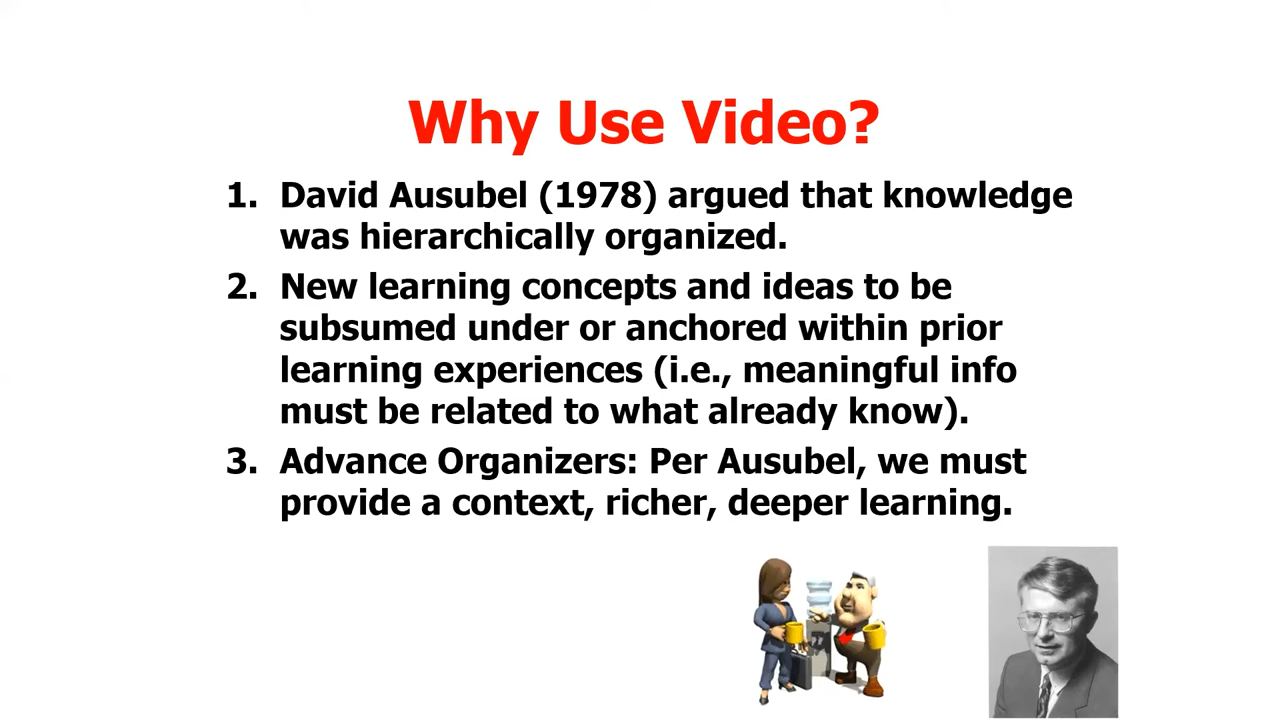 Why Use Video?
1. David Ausubel (1978) argued that knowledge
was hierarchically organized.
2. New learning concepts and ideas to be
subsumed under or anchored within prior
learning experiences (i.e., meaningful info
must be related to what already know).
3. Advance Organizers: Per Ausubel, we must
provide a context, richer, deeper learning.